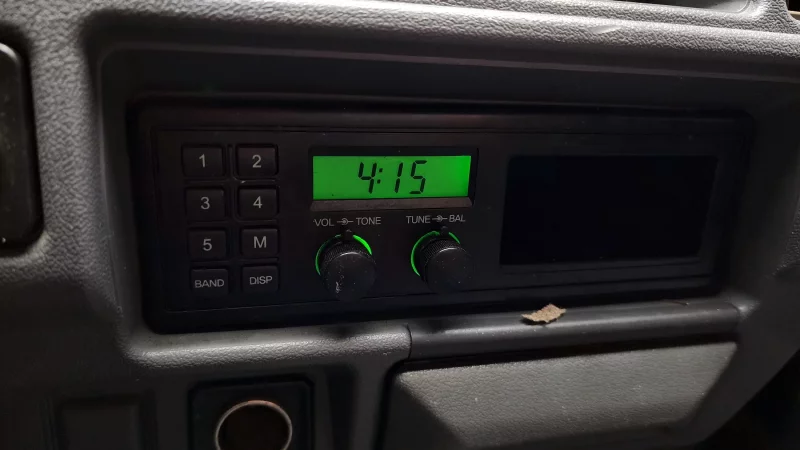 1 2
4:15
3 4
VOL TONE
TUNE BAL
5 M
BAND DISP